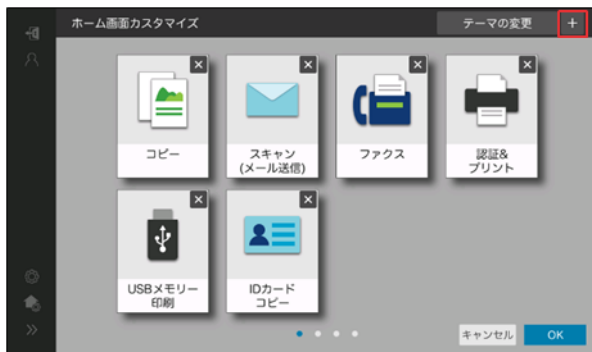 ホーム画面カスタマイズ
テーマの変更
+
コピー
スキャン
(メール送信)
ファクス
認証&
プリント
USBメモリー
印刷
IDカード
コピー
キャンセル
OK